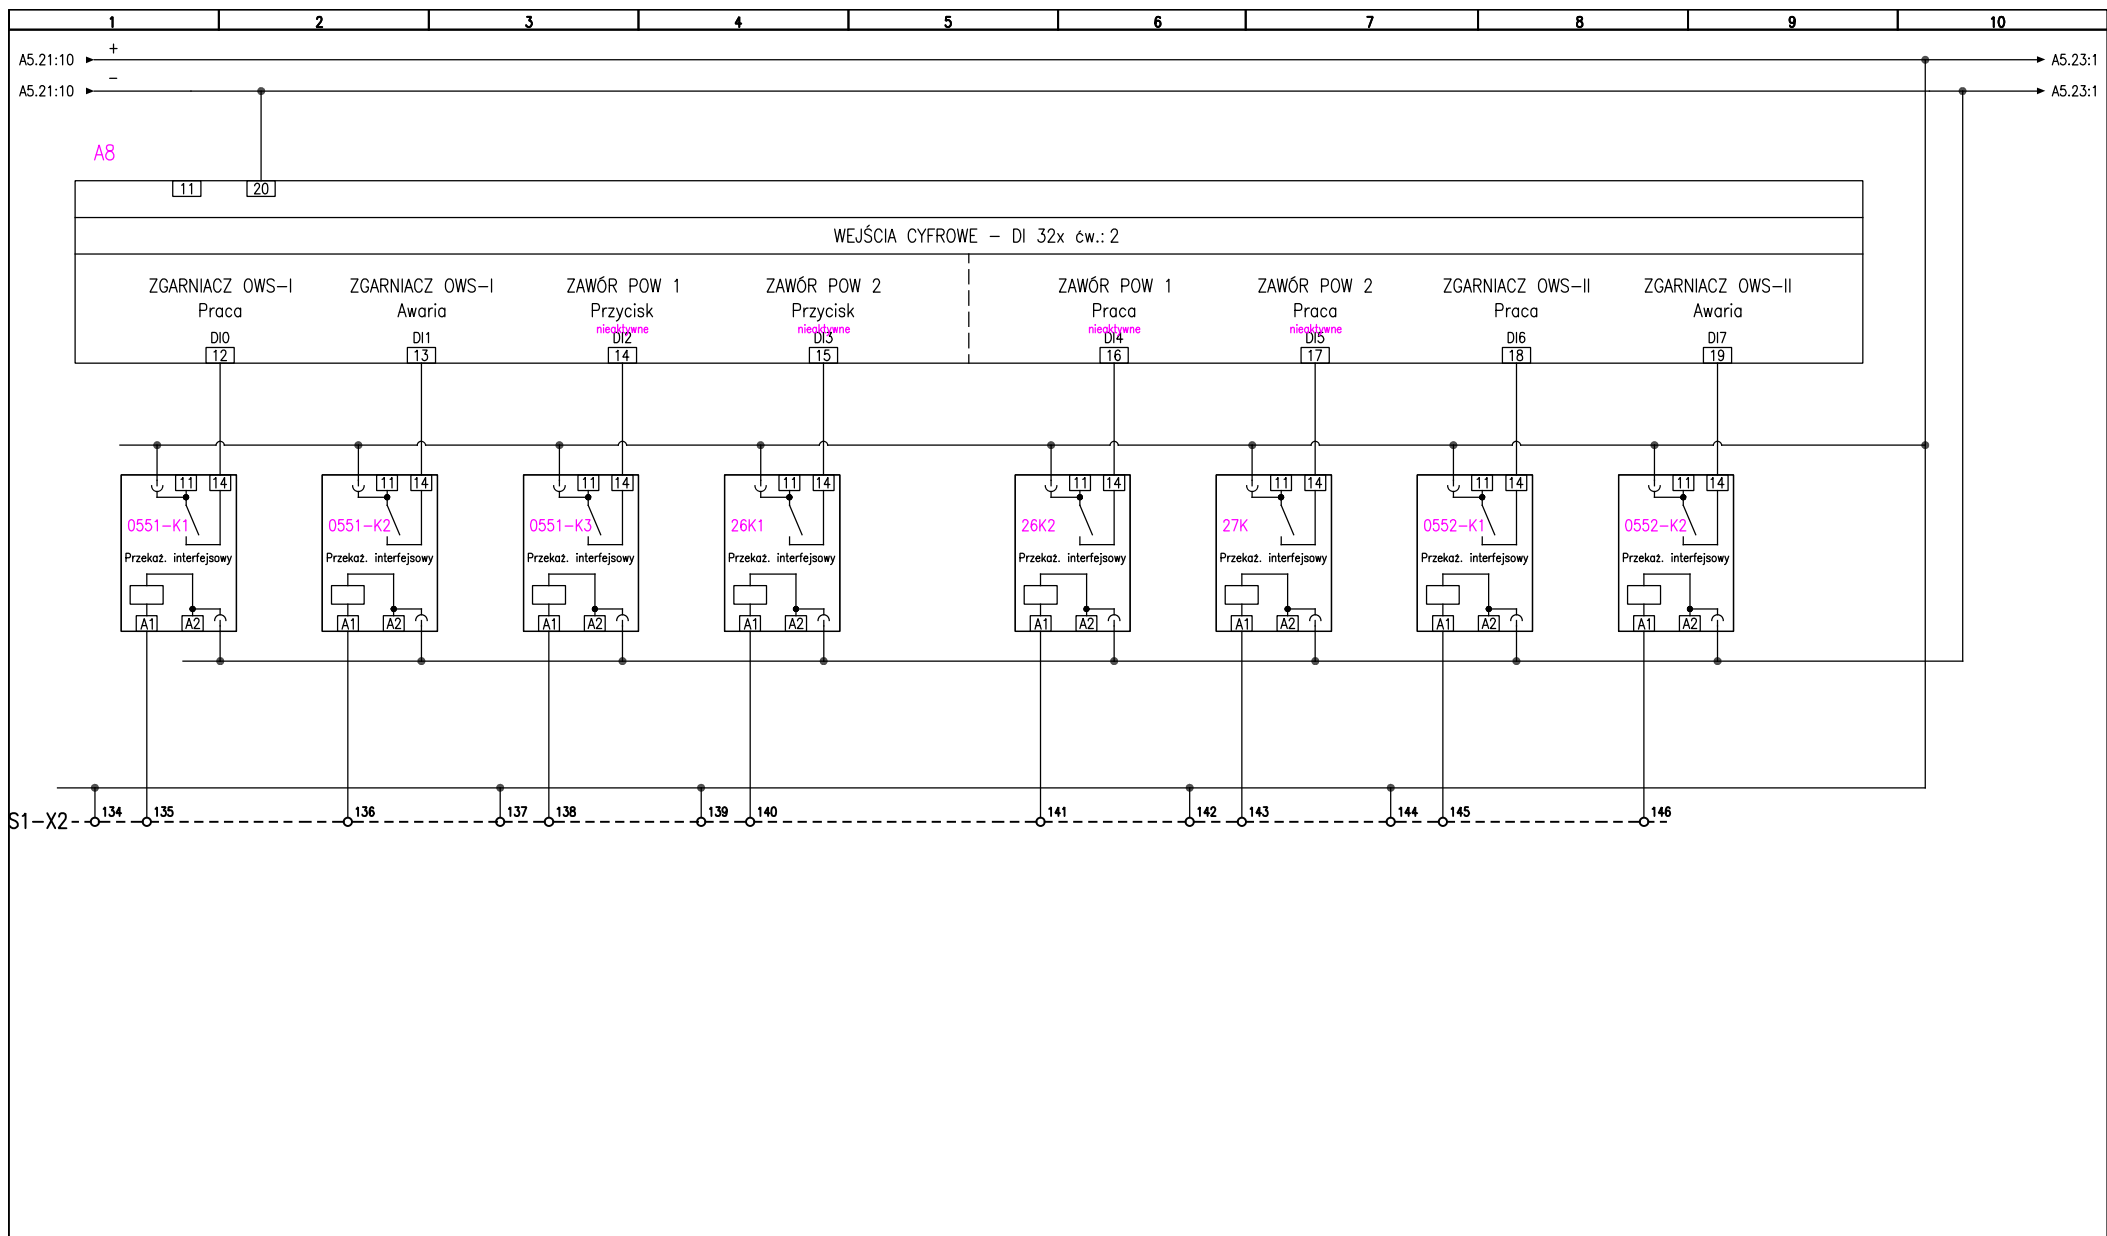 1 2 3 4 5 6 7 8 9 10
A5.21:10 + A5.23:1
A5.21:10 − A5.23:1
A8
11 20
WEJŚCIA CYFROWE − DI 32x ćw.: 2
ZGARNIACZ OWS−I ZGARNIACZ OWS−I ZAWÓR POW 1 ZAWÓR POW 2 ZAWÓR POW 1 ZAWÓR POW 2 ZGARNIACZ OWS−II ZGARNIACZ OWS−II
Praca Awaria Przycisk Przycisk Praca Praca Praca Awaria
nieaktywne nieaktywne nieaktywne nieaktywne
DI0 DI1 DI2 DI3 DI4 DI5 DI6 DI7
12 13 14 15 16 17 18 19
11 14 11 14 11 14 11 14 11 14 11 14 11 14 11 14
0551−K1 0551−K2 0551−K3 26K1 26K2 27K 0552−K1 0552−K2
Przekaż. interfejsowy Przekaż. interfejsowy Przekaż. interfejsowy Przekaż. interfejsowy Przekaż. interfejsowy Przekaż. interfejsowy Przekaż. interfejsowy Przekaż. interfejsowy
A1 A2 A1 A2 A1 A2 A1 A2 A1 A2 A1 A2 A1 A2 A1 A2
S1−X2 134 135 136 137 138 139 140 141 142 143 144 145 146